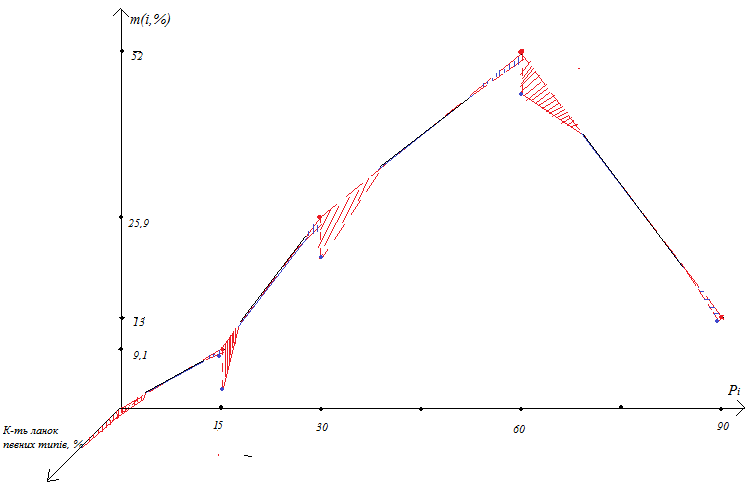 m(i,%)
52
25,9
13
9,1
Pi
К-ть ланок
певних типів, %
15
30
60
90